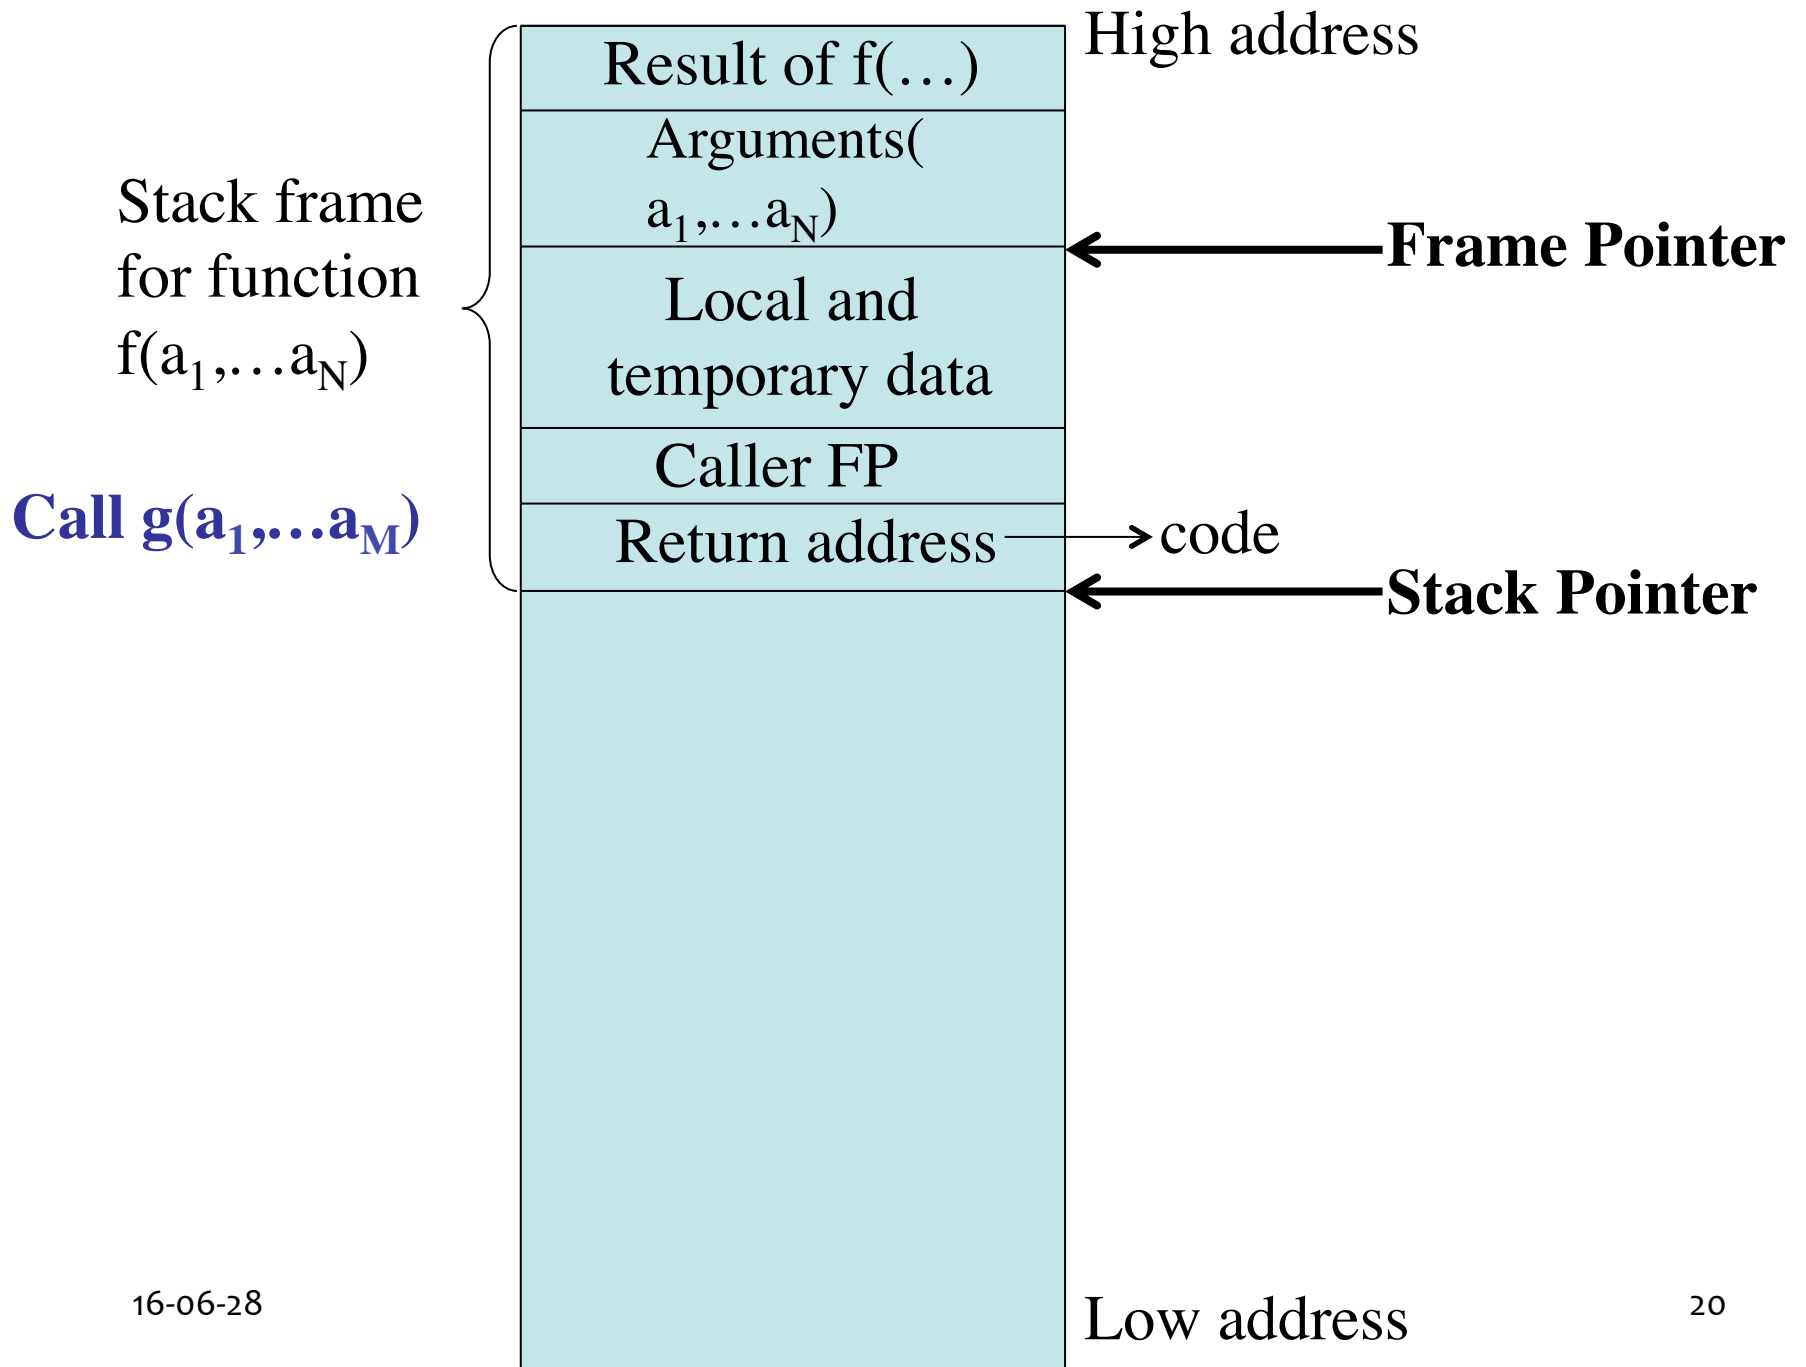 High address
Result of f(…)
Arguments(
a₁,…aN)
Stack frame
for function
f(a₁,…aN)
Frame Pointer
Local and
temporary data
Caller FP
Call g(a₁,…aM)
Return address
code
Stack Pointer
Low address
16-06-28
20